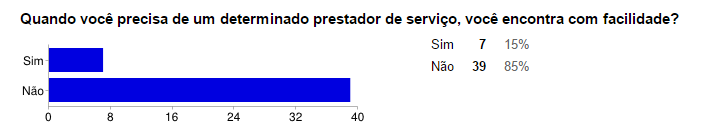 Quando você precisa de um determinado prestador de serviço, você encontra com facilidade?
Sim 7 15%
Não 39 85%
Sim
Não
0 8 16 24 32 40